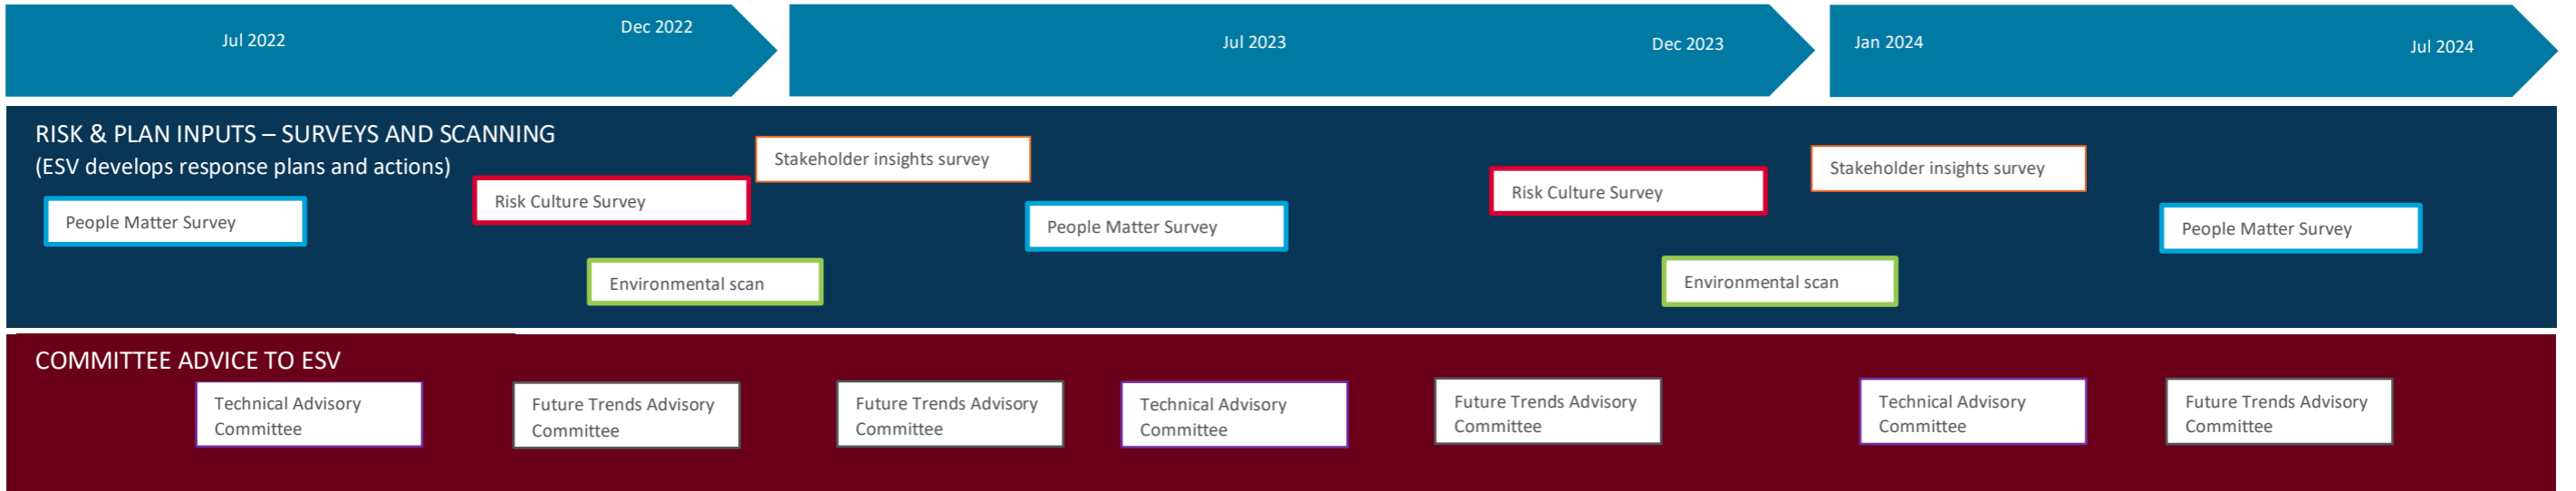 Jul 2022
Dec 2022
Jul 2023
Dec 2023
Jan 2024
Jul 2024
RISK & PLAN INPUTS – SURVEYS AND SCANNING
(ESV develops response plans and actions)
People Matter Survey
Risk Culture Survey
Environmental scan
Stakeholder insights survey
People Matter Survey
Risk Culture Survey
Environmental scan
Stakeholder insights survey
People Matter Survey
COMMITTEE ADVICE TO ESV
Technical Advisory
Committee
Future Trends Advisory
Committee
Future Trends Advisory
Committee
Technical Advisory
Committee
Future Trends Advisory
Committee
Technical Advisory
Committee
Future Trends Advisory
Committee